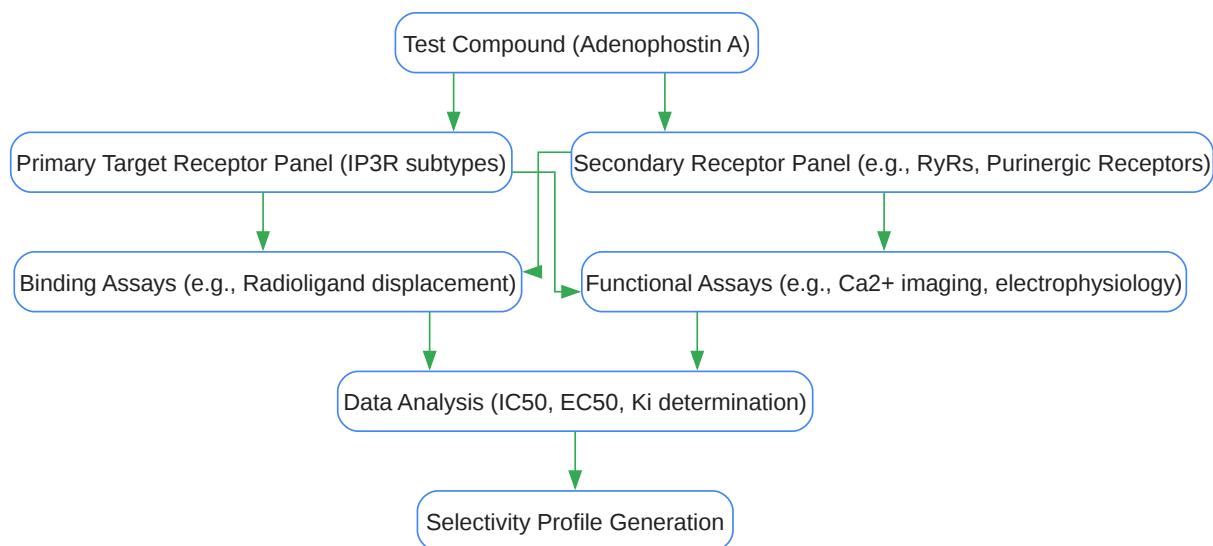 Test Compound (Adenophostin A)
Primary Target Receptor Panel (IP3R subtypes)
Secondary Receptor Panel (e.g., RyRs, Purinergic Receptors)
Binding Assays (e.g., Radioligand displacement)
Functional Assays (e.g., Ca2+ imaging, electrophysiology)
Data Analysis (IC50, EC50, Ki determination)
Selectivity Profile Generation